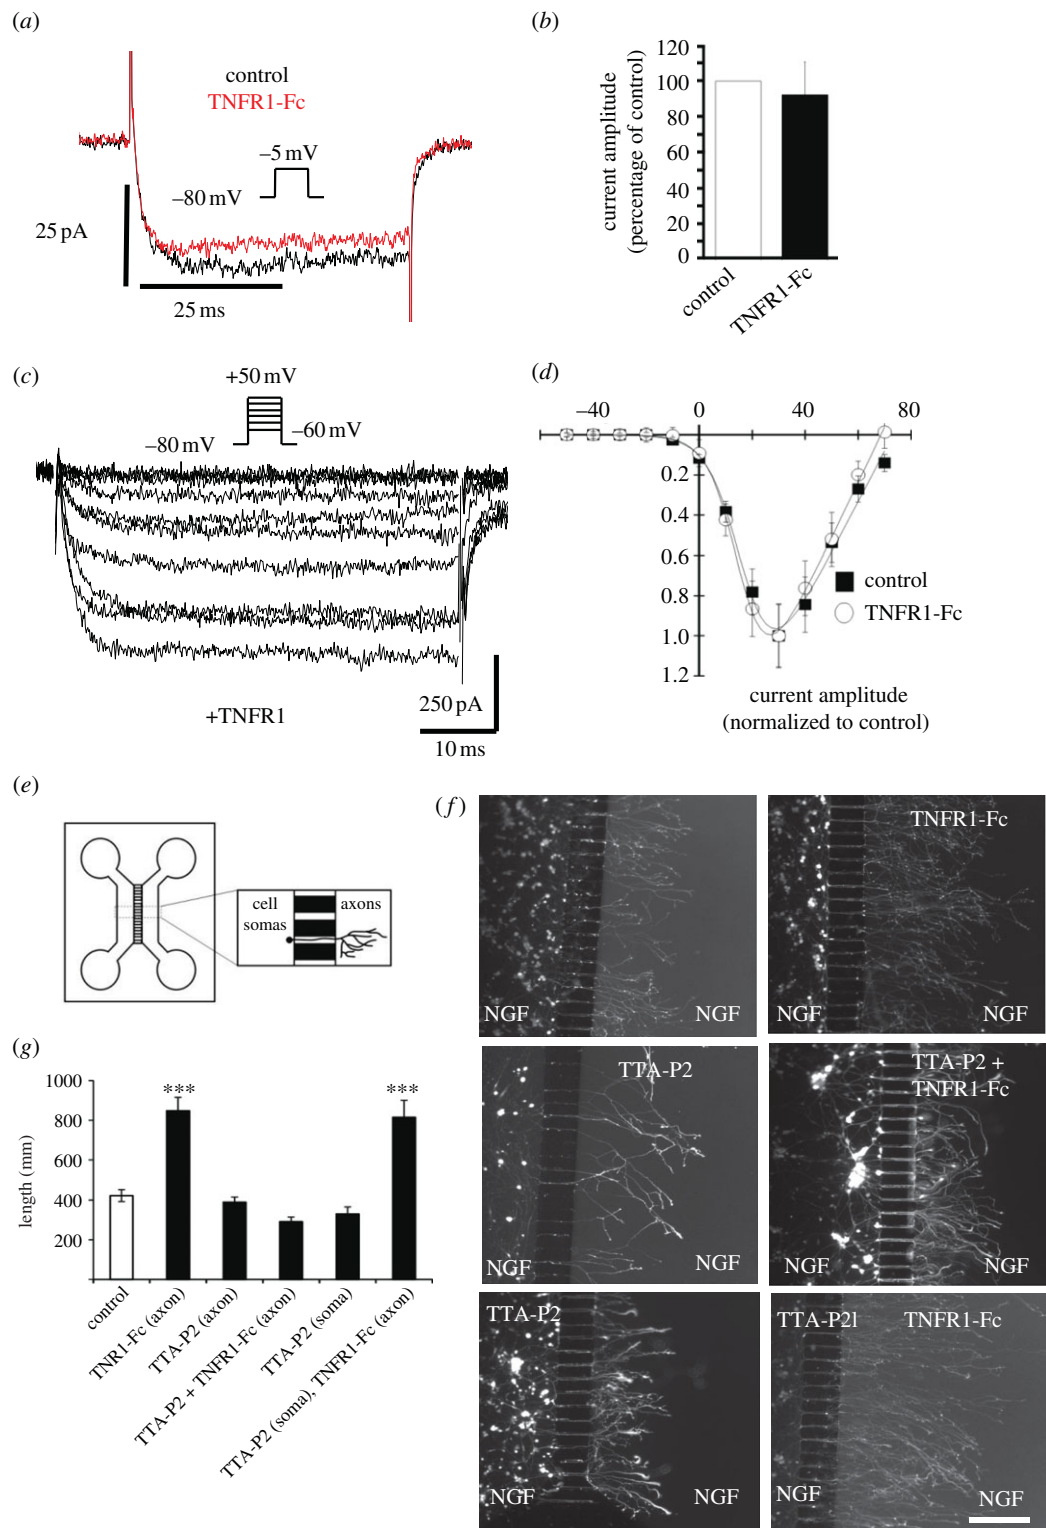 (a)
control
TNFR1-Fc
–5 mV
–80 mV
25 pA
25 ms
(b)
current amplitude
(percentage of control)
120
100
80
60
40
20
0
control
TNFR1-Fc
(c)
+50 mV
–80 mV
–60 mV
+TNFR1
250 pA
10 ms
(d)
–40
0
40
80
0.2
0.4
0.6
0.8
1.0
1.2
control
TNFR1-Fc
current amplitude
(normalized to control)
(e)
cell
somas
axons
(f)
NGF
NGF
TNFR1-Fc
NGF
NGF
TTA-P2
NGF
NGF
TTA-P2 +
TNFR1-Fc
NGF
NGF
TTA-P2
NGF
NGF
TTA-P2l
TNFR1-Fc
NGF
NGF
(g)
length (mm)
1000
800
600
400
200
***
***
control
TNR1-Fc (axon)
TTA-P2 (axon)
TTA-P2 + TNFR1-Fc (axon)
TTA-P2 (soma)
TTA-P2 (soma), TNFR1-Fc (axon)